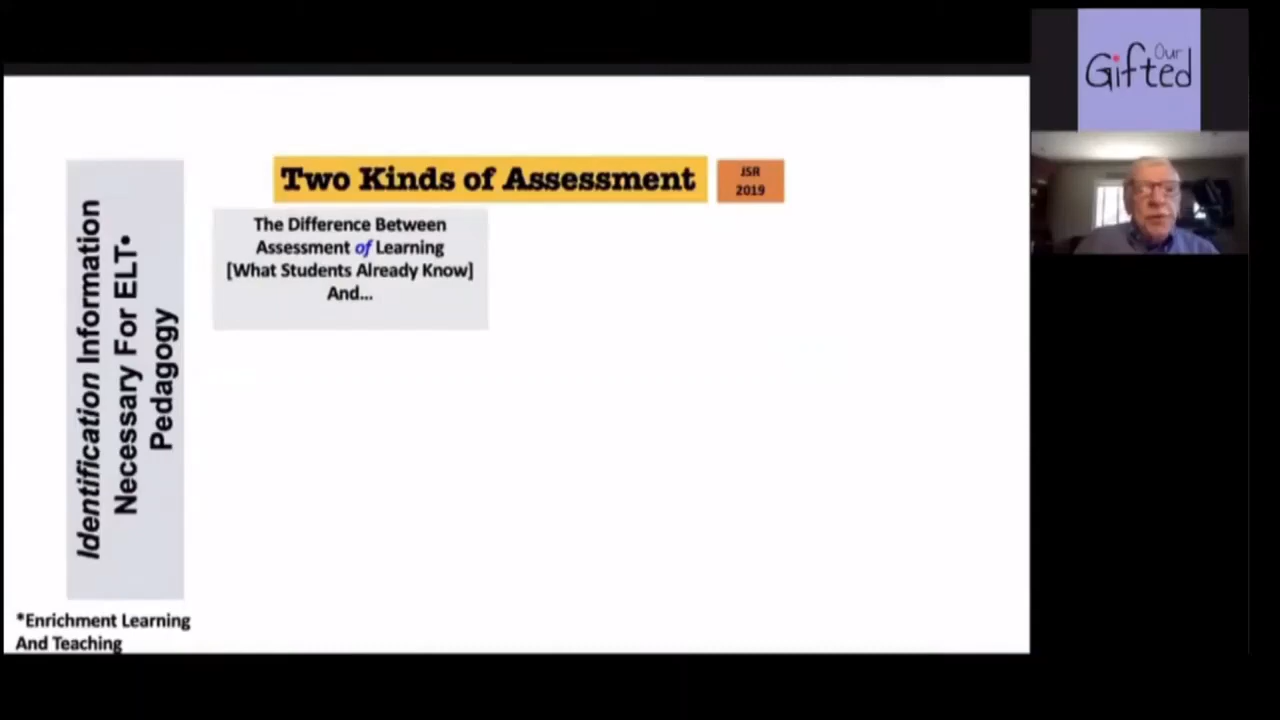 Our
Gifted
Two Kinds of Assessment
JSR
2019
The Difference Between
Assessment of Learning
[What Students Already Know]
And...
Identification Information
Necessary For ELT•
Pedagogy
*Enrichment Learning
And Teaching